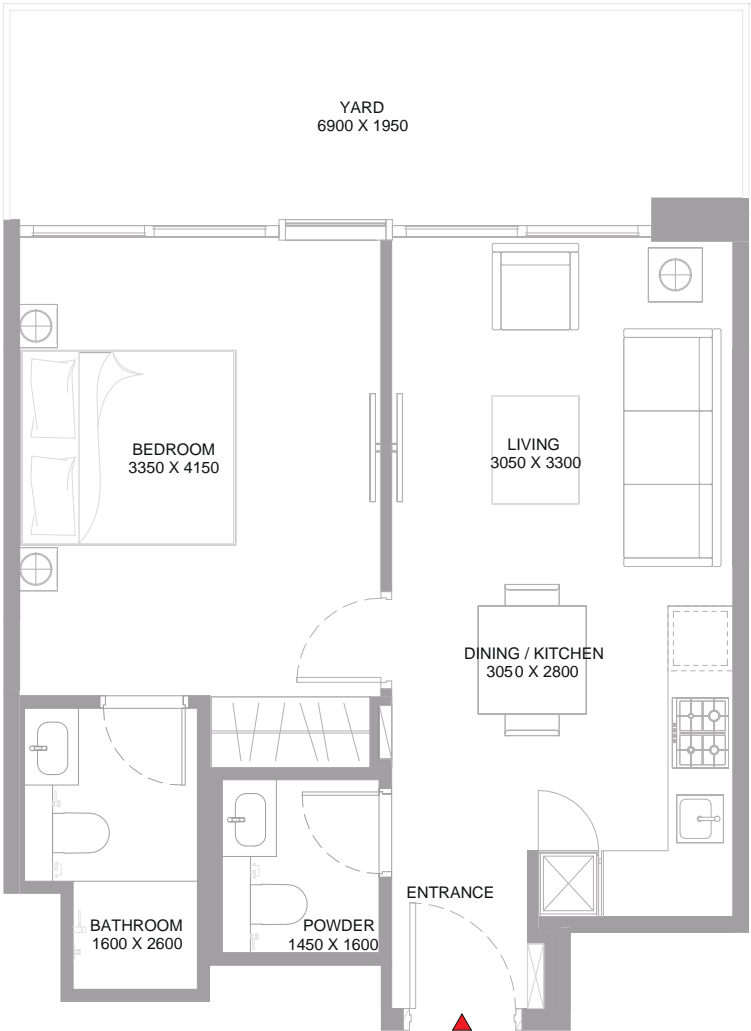 YARD
6900 X 1950
BEDROOM
3350 X 4150
LIVING
3050 X 3300
DINING / KITCHEN
3050 X 2800
ENTRANCE
BATHROOM
1600 X 2600
POWDER
1450 X 1600